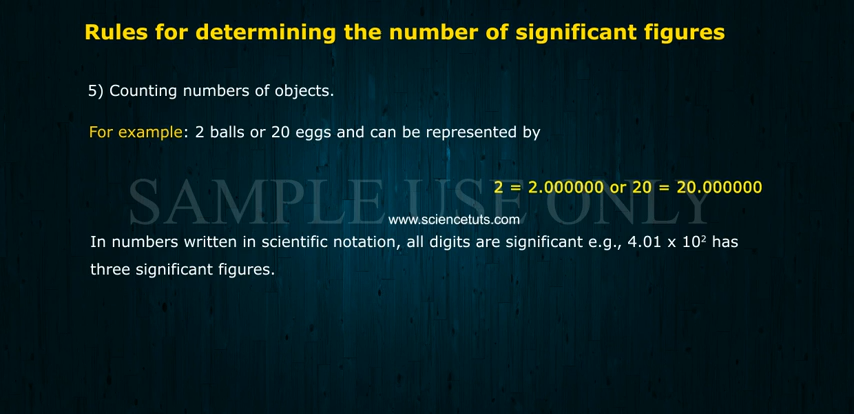 Rules for determining the number of significant figures
5) Counting numbers of objects.
For example: 2 balls or 20 eggs and can be represented by
2 = 2.000000 or 20 = 20.000000
SAMPLE USE ONLY
www.sciencetuts.com
In numbers written in scientific notation, all digits are significant e.g., 4.01 x 10² has
three significant figures.